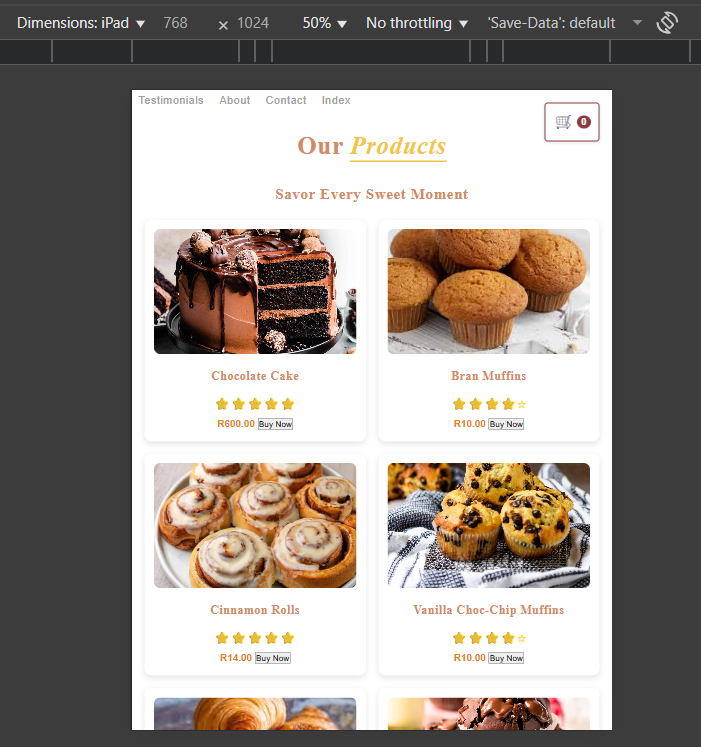 Dimensions: iPad ▼ 768 × 1024 50% ▼ No throttling ▼ 'Save-Data': default ▼
Testimonials About Contact Index
0
Our Products
Savor Every Sweet Moment
Chocolate Cake
R600.00 Buy Now
Bran Muffins
R10.00 Buy Now
Cinnamon Rolls
R14.00 Buy Now
Vanilla Choc-Chip Muffins
R10.00 Buy Now